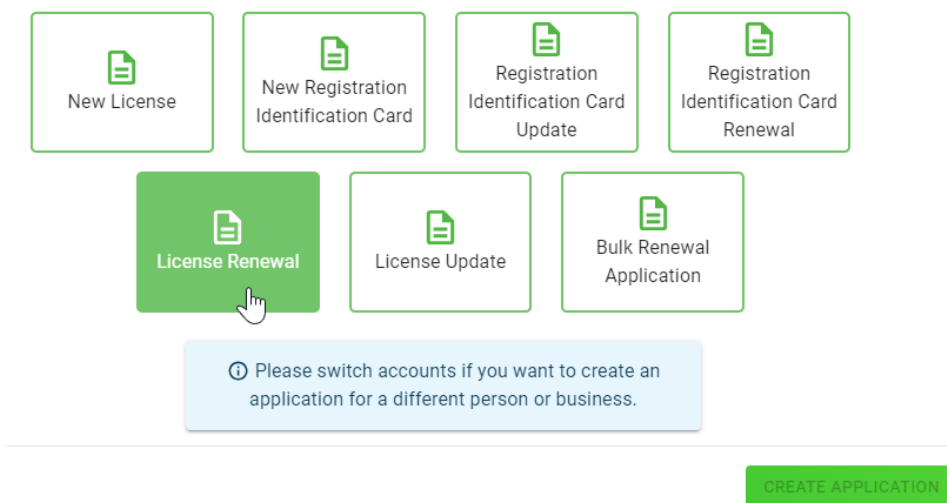 New License
New Registration
Identification Card
Registration
Identification Card
Update
Registration
Identification Card
Renewal
License Renewal
License Update
Bulk Renewal
Application
Please switch accounts if you want to create an
application for a different person or business.
CREATE APPLICATION